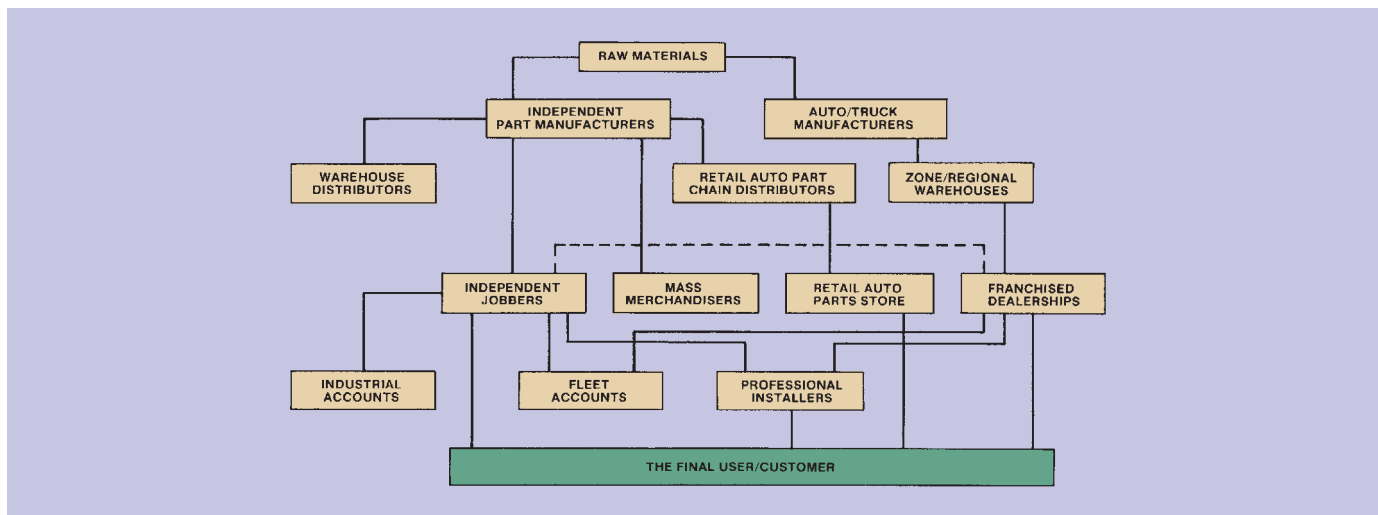 RAW MATERIALS
INDEPENDENT
PART MANUFACTURERS
AUTO/TRUCK
MANUFACTURERS
WAREHOUSE
DISTRIBUTORS
RETAIL AUTO PART
CHAIN DISTRIBUTORS
ZONE/REGIONAL
WAREHOUSES
INDEPENDENT
JOBBERS
MASS
MERCHANDISERS
RETAIL AUTO
PARTS STORE
FRANCHISED
DEALERSHIPS
INDUSTRIAL
ACCOUNTS
FLEET
ACCOUNTS
PROFESSIONAL
INSTALLERS
THE FINAL USER/CUSTOMER